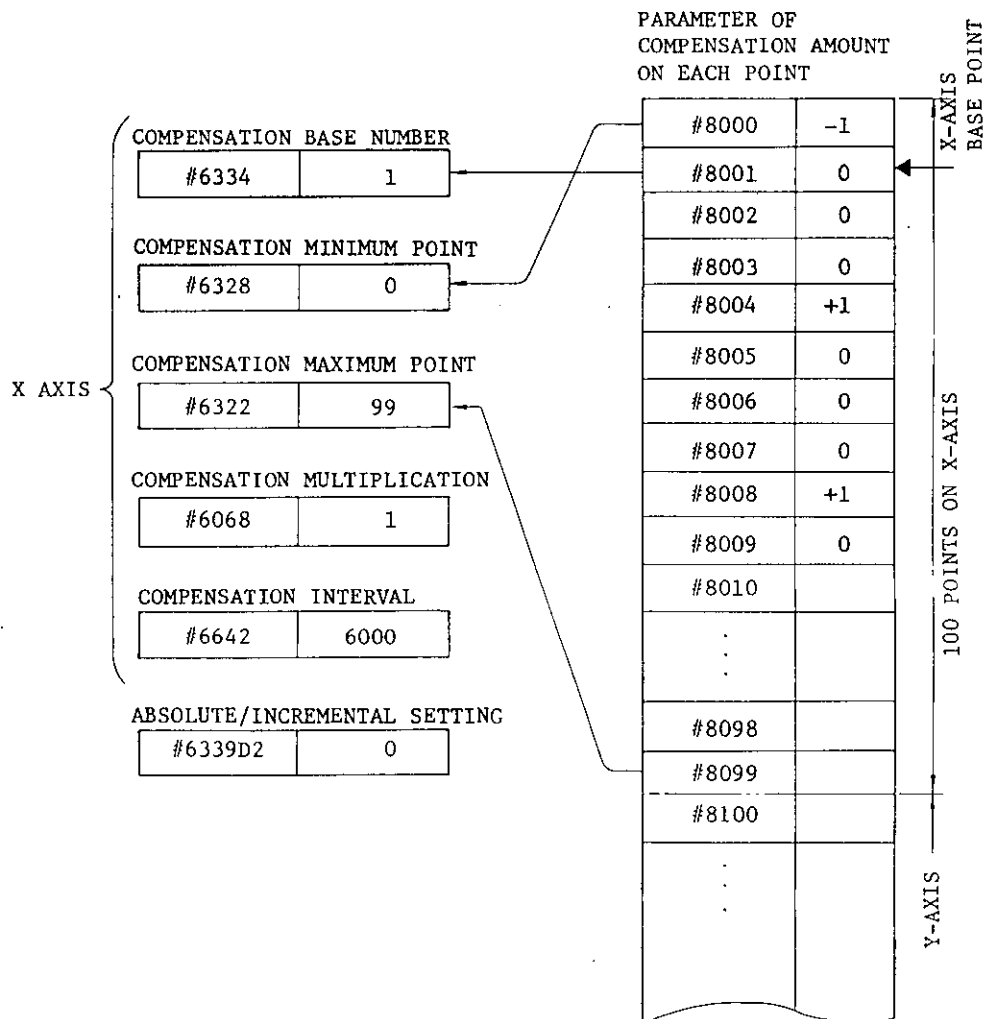 PARAMETER OF
COMPENSATION AMOUNT
ON EACH POINT
X-AXIS
BASE POINT
COMPENSATION BASE NUMBER
#6334 1
COMPENSATION MINIMUM POINT
#6328 0
COMPENSATION MAXIMUM POINT
#6322 99
X AXIS
COMPENSATION MULTIPLICATION
#6068 1
COMPENSATION INTERVAL
#6642 6000
ABSOLUTE/INCREMENTAL SETTING
#6339D2 0
#8000 -1
#8001 0
#8002 0
#8003 0
#8004 +1
#8005 0
#8006 0
#8007 0
#8008 +1
#8009 0
#8010
#8098
#8099
#8100
100 POINTS ON X-AXIS
Y-AXIS